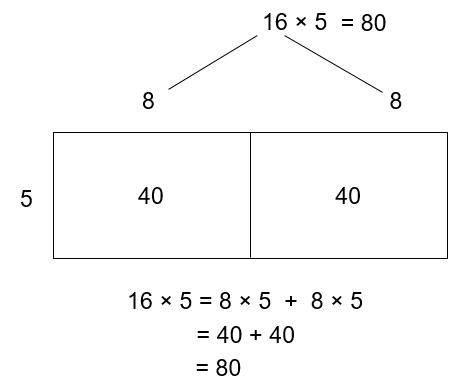 16 × 5 = 80
8 8
5 40 40
16 × 5 = 8 × 5 + 8 × 5
= 40 + 40
= 80